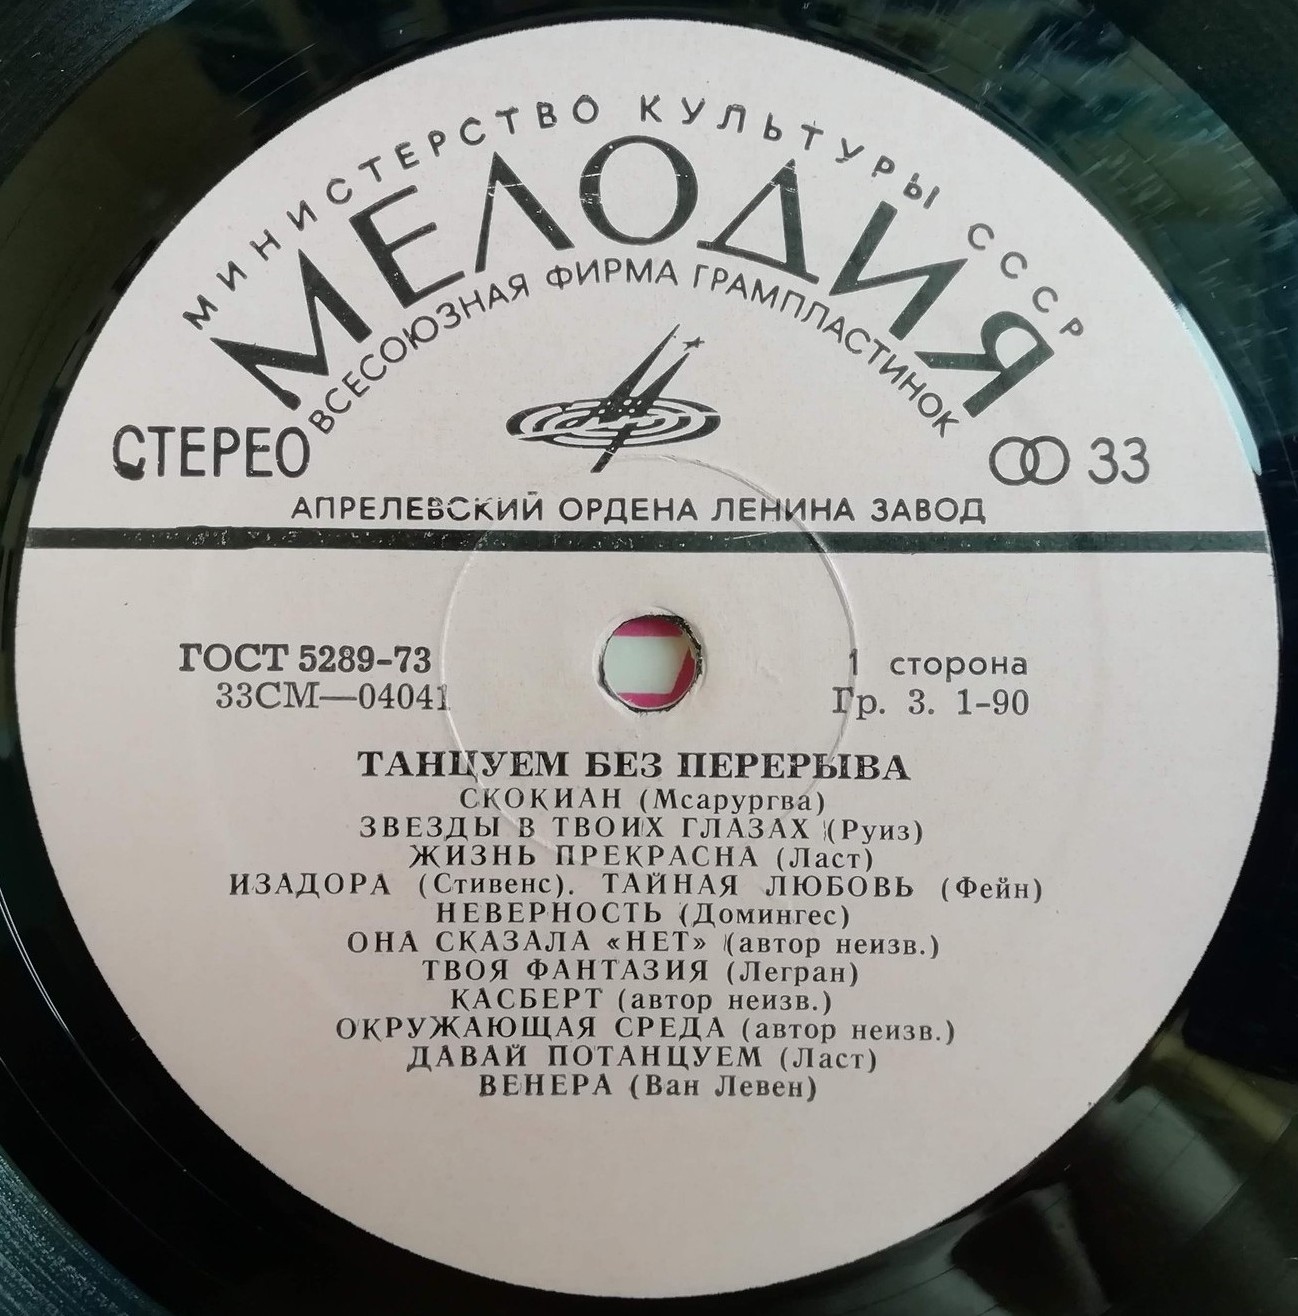 МИНИСТЕРСТВО КУЛЬТУРЫ СССР
МЕЛОДИЯ
ВСЕСОЮЗНАЯ ФИРМА ГРАМПЛАСТИНОК
СТЕРЕО
33
АПРЕЛЕВСКИЙ ОРДЕНА ЛЕНИНА ЗАВОД
ГОСТ 5289-73
1 сторона
33СМ—04041
Гр. 3. 1-90
ТАНЦУЕМ БЕЗ ПЕРЕРЫВА
СКОКИАН (Мсарургва)
ЗВЕЗДЫ В ТВОИХ ГЛАЗАХ (Руиз)
ЖИЗНЬ ПРЕКРАСНА (Ласт)
ИЗАДОРА (Стивенс). ТАЙНАЯ ЛЮБОВЬ (Фейн)
НЕВЕРНОСТЬ (Домингес)
ОНА СКАЗАЛА «НЕТ» (автор неизв.)
ТВОЯ ФАНТАЗИЯ (Легран)
КАСБЕРТ (автор неизв.)
ОКРУЖАЮЩАЯ СРЕДА (автор неизв.)
ДАВАЙ ПОТАНЦУЕМ (Ласт)
ВЕНЕРА (Ван Левен)